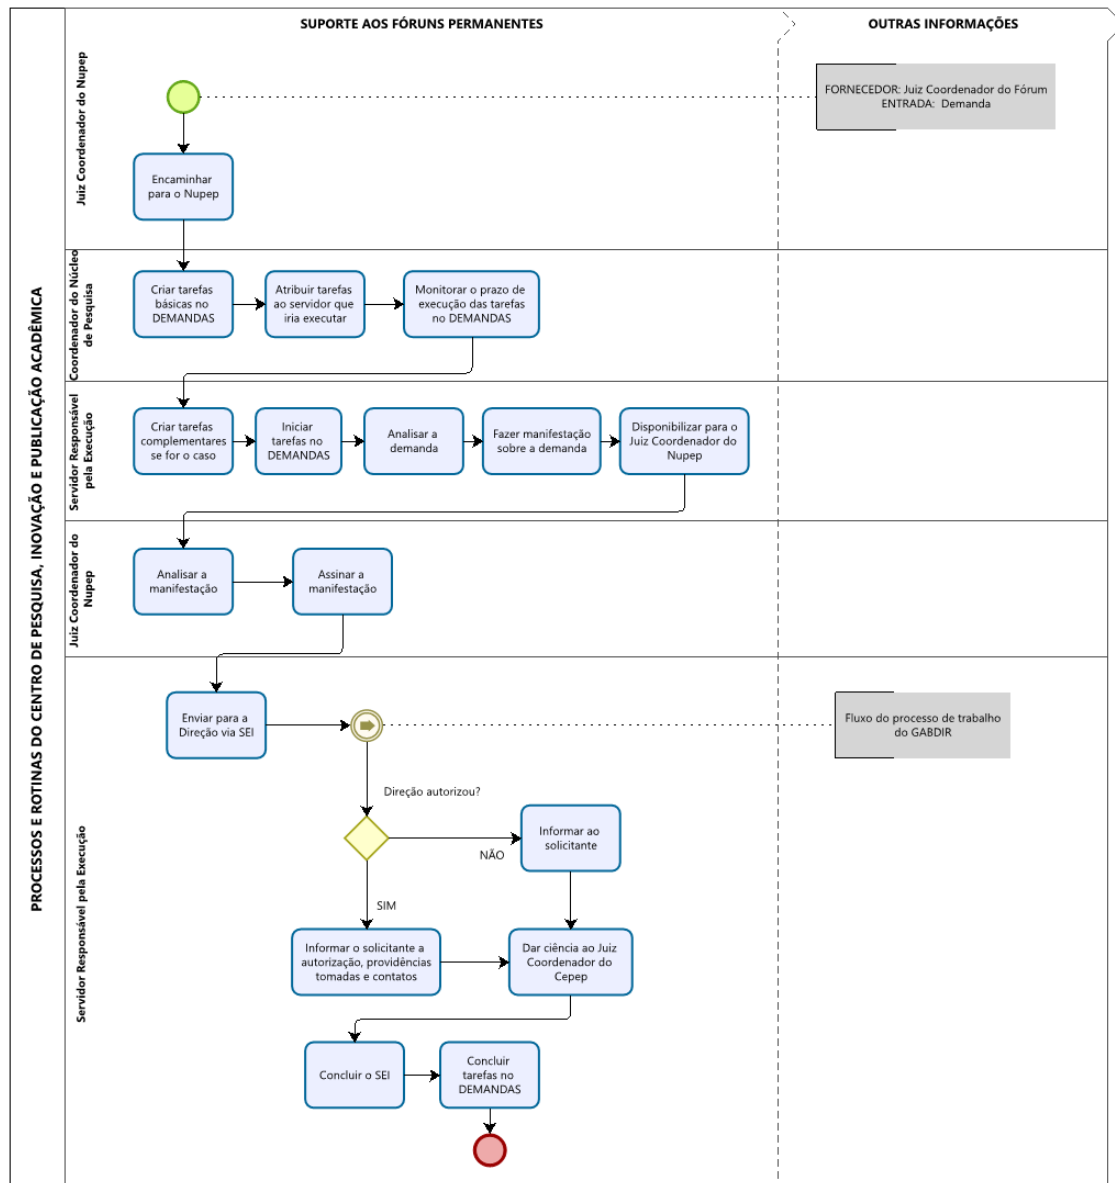 SUPORTE AOS FÓRUNS PERMANENTES
OUTRAS INFORMAÇÕES
PROCESSOS E ROTINAS DO CENTRO DE PESQUISA, INOVAÇÃO E PUBLICAÇÃO ACADÊMICA
Juiz Coordenador do Nupep
FORNECEDOR: Juiz Coordenador do Fórum
ENTRADA: Demanda
Encaminhar
para o Nupep
Coordenador do Núcleo
de Pesquisa
Criar tarefas
básicas no
DEMANDAS
Atribuir tarefas
ao servidor que
iria executar
Monitorar o prazo de
execução das tarefas
no DEMANDAS
Servidor Responsável
pela Execução
Criar tarefas
complementares
se for o caso
Iniciar
tarefas no
DEMANDAS
Analisar a
demanda
Fazer manifestação
sobre a demanda
Disponibilizar para o
Juiz Coordenador do
Nupep
Juiz Coordenador do
Nupep
Analisar a
manifestação
Assinar a
manifestação
Servidor Responsável pela Execução
Enviar para a
Direção via SEI
Fluxo do processo de trabalho
do GABDIR
Direção autorizou?
NÃO
Informar ao
solicitante
SIM
Informar o solicitante a
autorização, providências
tomadas e contatos
Dar ciência ao Juiz
Coordenador do
Cepep
Concluir o SEI
Concluir
tarefas no
DEMANDAS